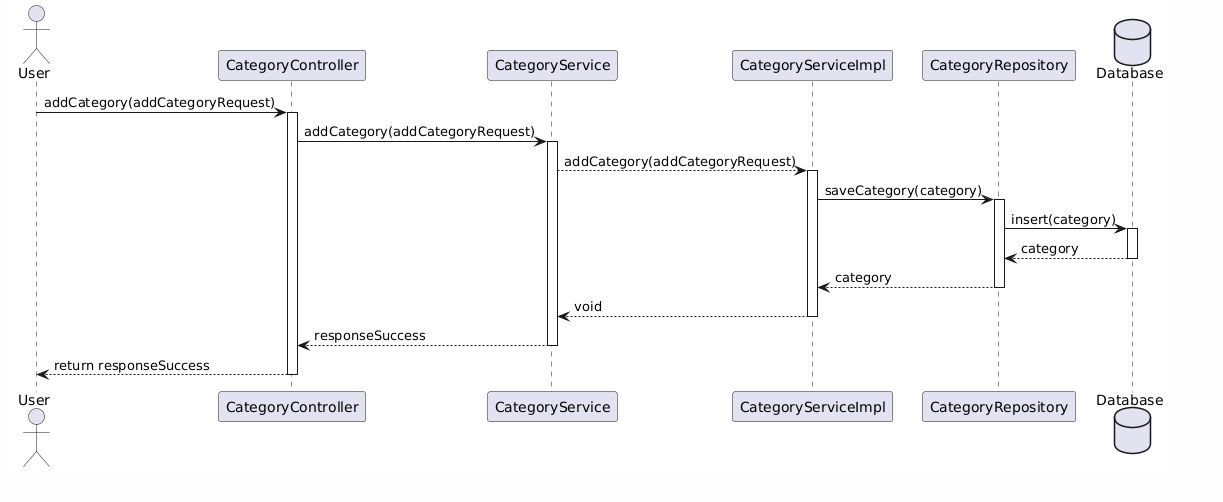 User
CategoryController
CategoryService
CategoryServiceImpl
CategoryRepository
Database
addCategory(addCategoryRequest)
addCategory(addCategoryRequest)
addCategory(addCategoryRequest)
saveCategory(category)
insert(category)
category
category
void
responseSuccess
return responseSuccess
User
CategoryController
CategoryService
CategoryServiceImpl
CategoryRepository
Database